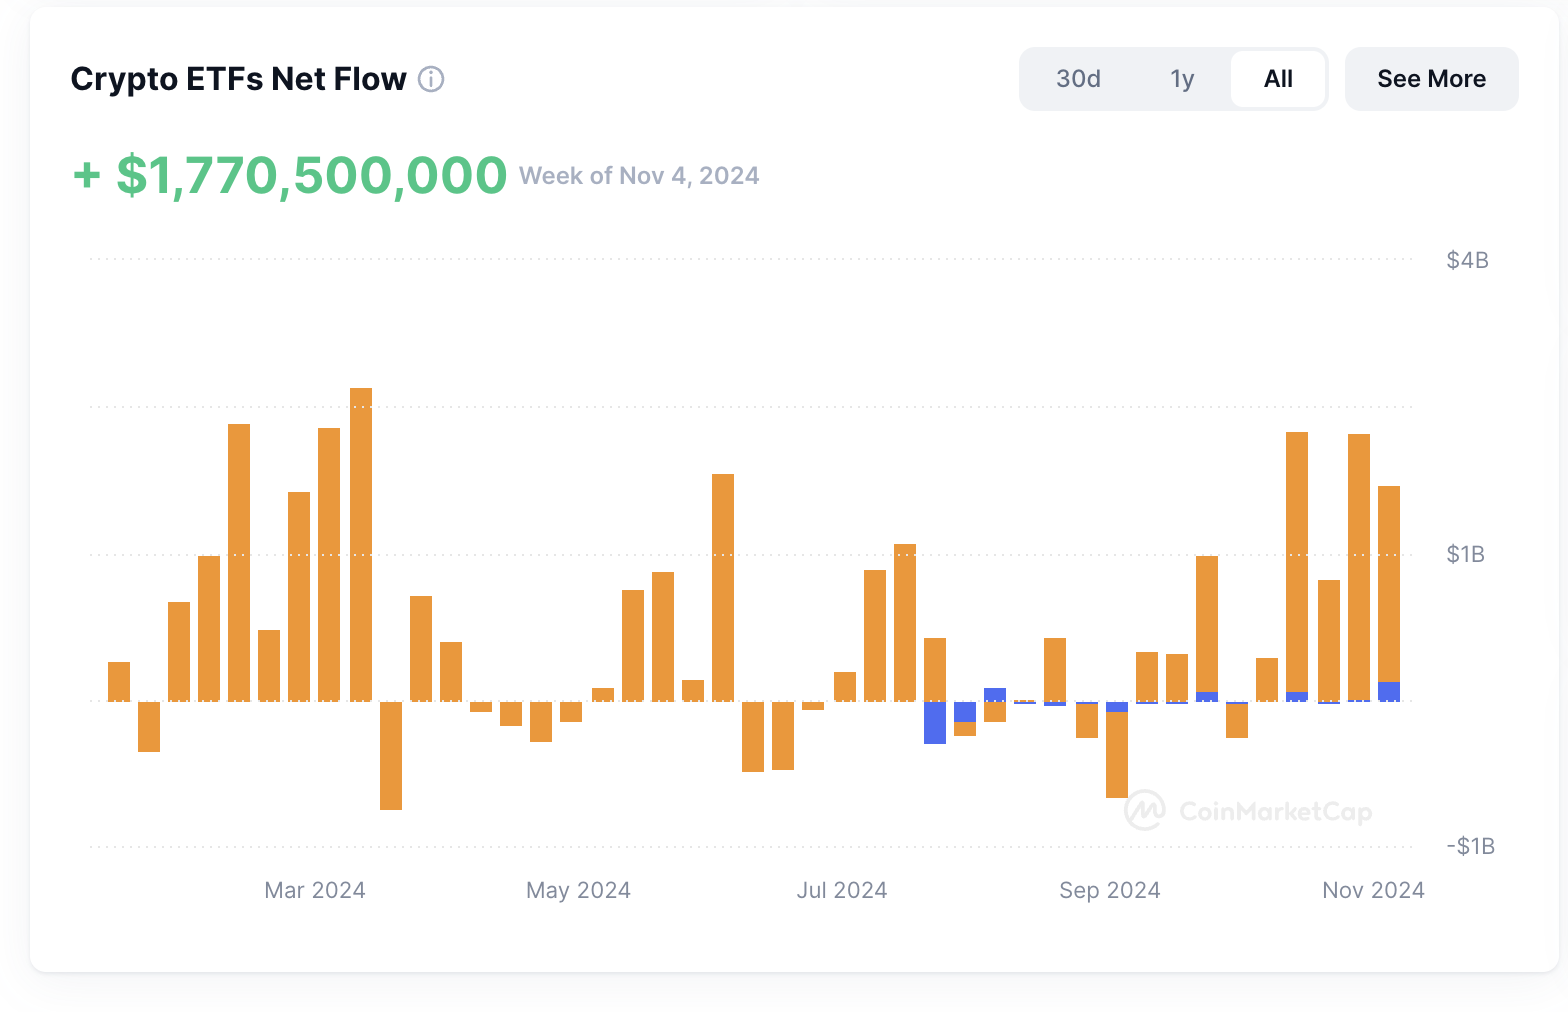 Crypto ETFs Net Flow
30d 1y All See More
+ $1,770,500,000 Week of Nov 4, 2024
$4B
$1B
CoinMarketCap
-$1B
Mar 2024 May 2024 Jul 2024 Sep 2024 Nov 2024